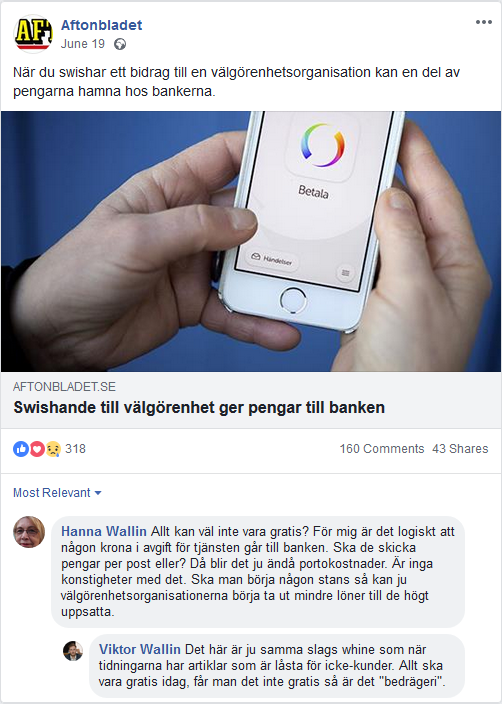 AF
Aftonbladet
June 19
När du swishar ett bidrag till en välgörenhetsorganisation kan en del av
pengarna hamna hos bankerna.
Betala
Händelser
AFTONBLADET.SE
Swishande till välgörenhet ger pengar till banken
318
160 Comments 43 Shares
Most Relevant
Hanna Wallin Allt kan väl inte vara gratis? För mig är det logiskt att
någon krona i avgift för tjänsten går till banken. Ska de skicka
pengar per post eller? Då blir det ju ändå portokostnader. Är inga
konstigheter med det. Ska man börja någon stans så kan ju
välgörenhetsorganisationerna börja ta ut mindre löner till de högt
uppsatta.
Viktor Wallin Det här är ju samma slags whine som när
tidningarna har artiklar som är låsta för icke-kunder. Allt ska
vara gratis idag, får man det inte gratis så är det "bedrägeri".